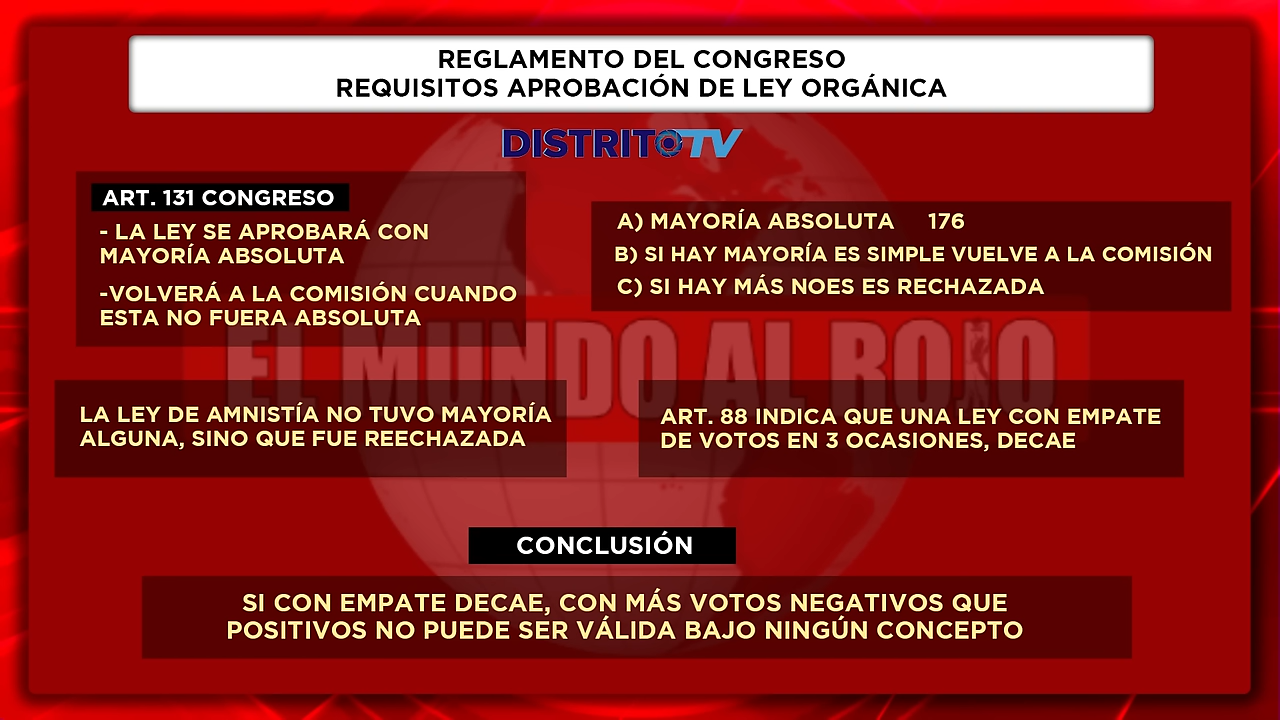 REGLAMENTO DEL CONGRESO
REQUISITOS APROBACIÓN DE LEY ORGÁNICA
DISTRITOTV
ART. 131 CONGRESO
- LA LEY SE APROBARÁ CON
MAYORÍA ABSOLUTA
-VOLVERÁ A LA COMISIÓN CUANDO
ESTA NO FUERA ABSOLUTA
A) MAYORÍA ABSOLUTA 176
B) SI HAY MAYORÍA ES SIMPLE VUELVE A LA COMISIÓN
C) SI HAY MÁS NOES ES RECHAZADA
EL MUNDO AL ROJO
LA LEY DE AMNISTÍA NO TUVO MAYORÍA
ALGUNA, SINO QUE FUE REECHAZADA
ART. 88 INDICA QUE UNA LEY CON EMPATE
DE VOTOS EN 3 OCASIONES, DECAE
CONCLUSIÓN
SI CON EMPATE DECAE, CON MÁS VOTOS NEGATIVOS QUE
POSITIVOS NO PUEDE SER VÁLIDA BAJO NINGÚN CONCEPTO